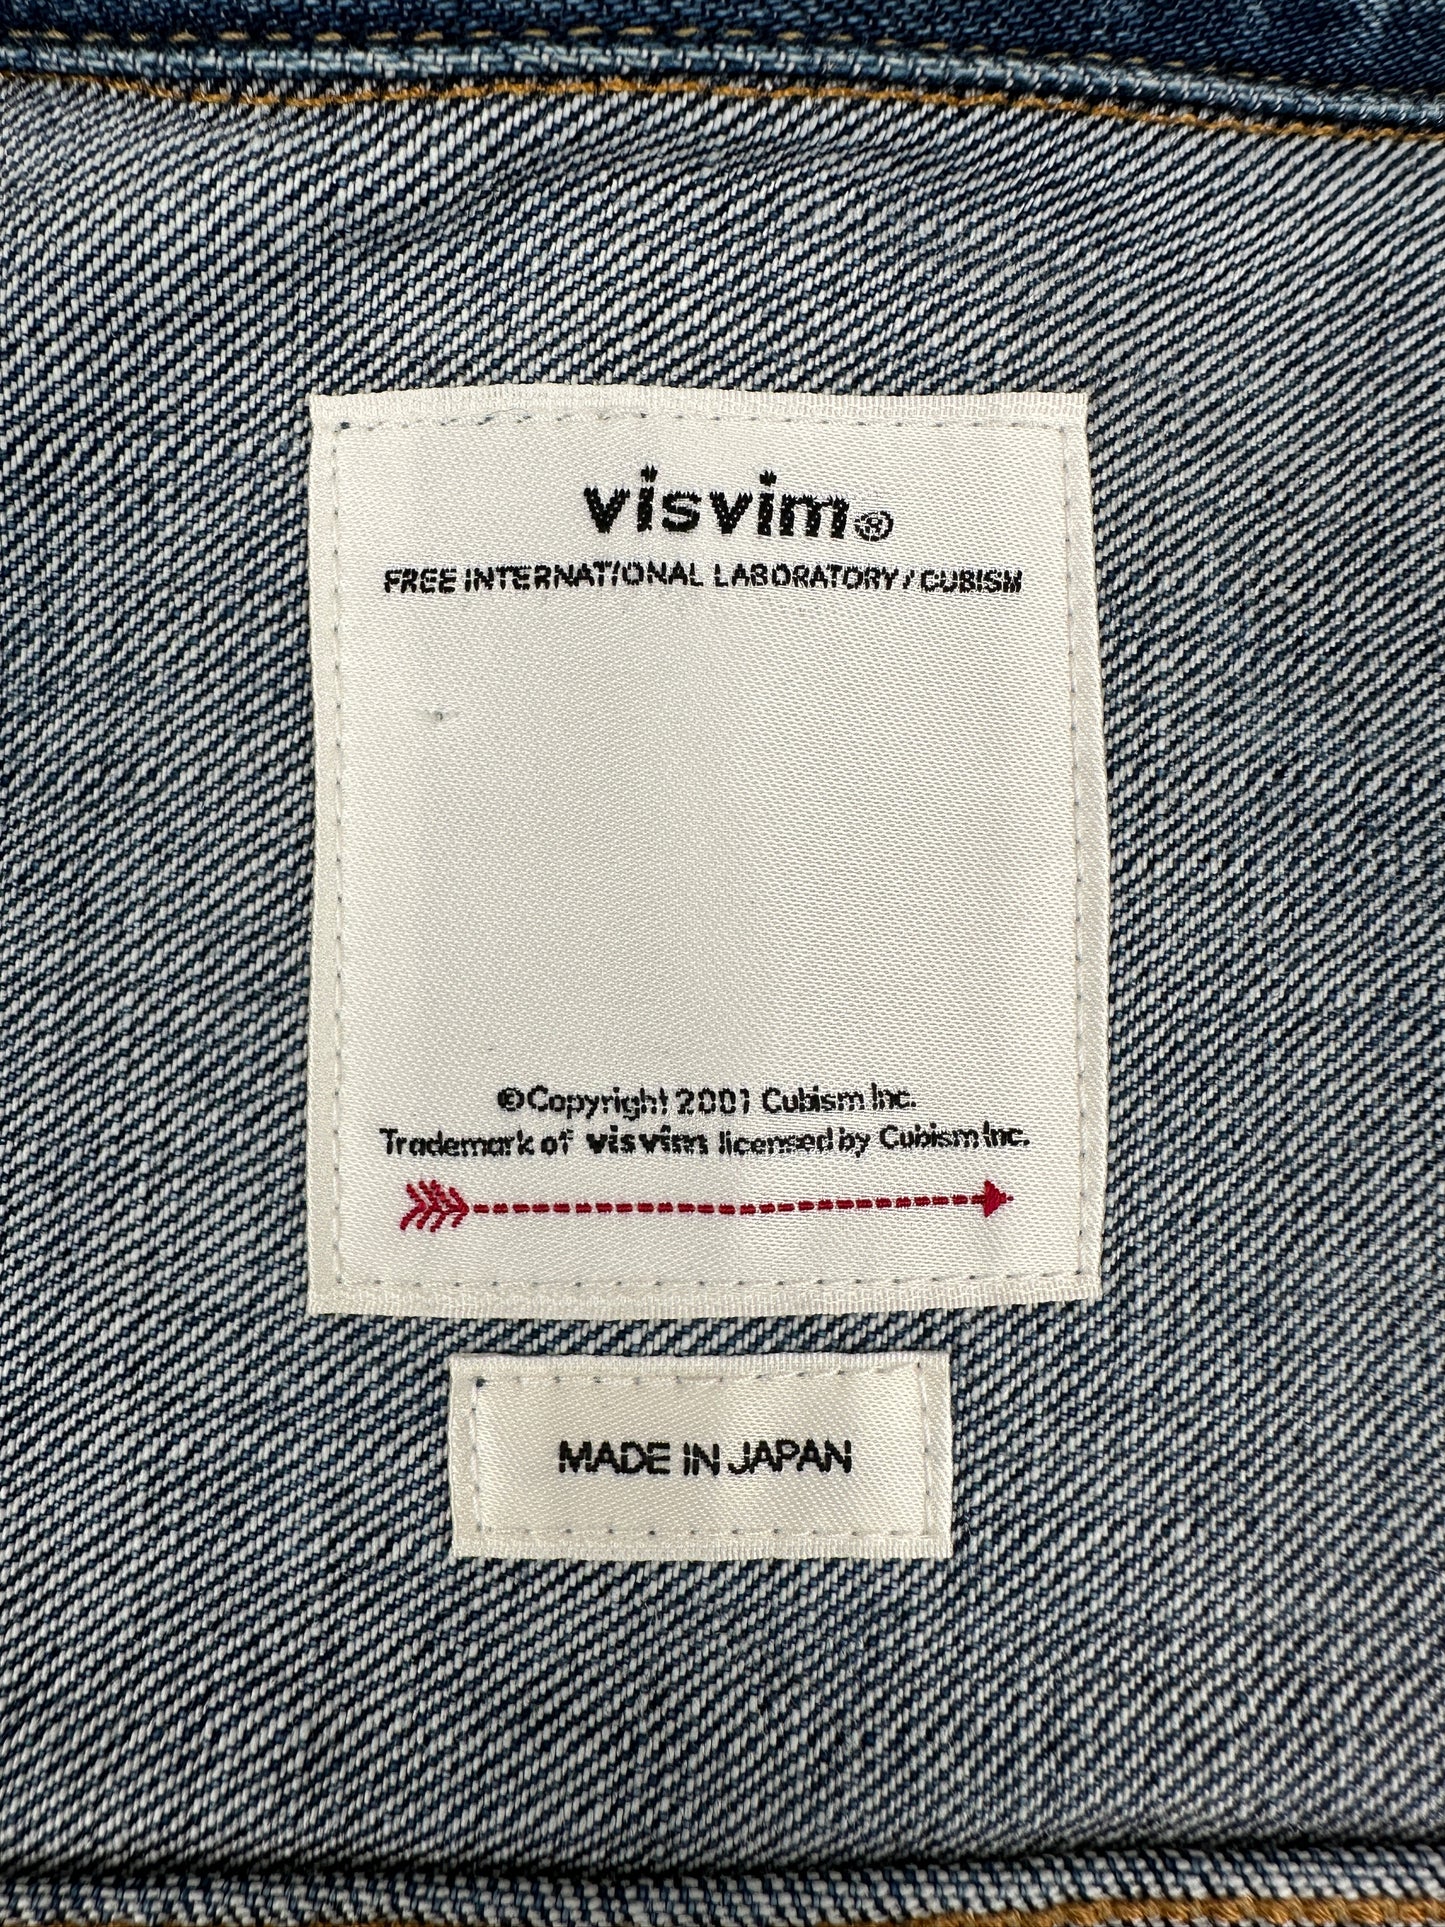 visvim®
FREE INTERNATIONAL LABORATORY / CUBISM
©Copyright 2001 Cubism Inc.
Trademark of visvim licensed by Cubism Inc.
MADE IN JAPAN